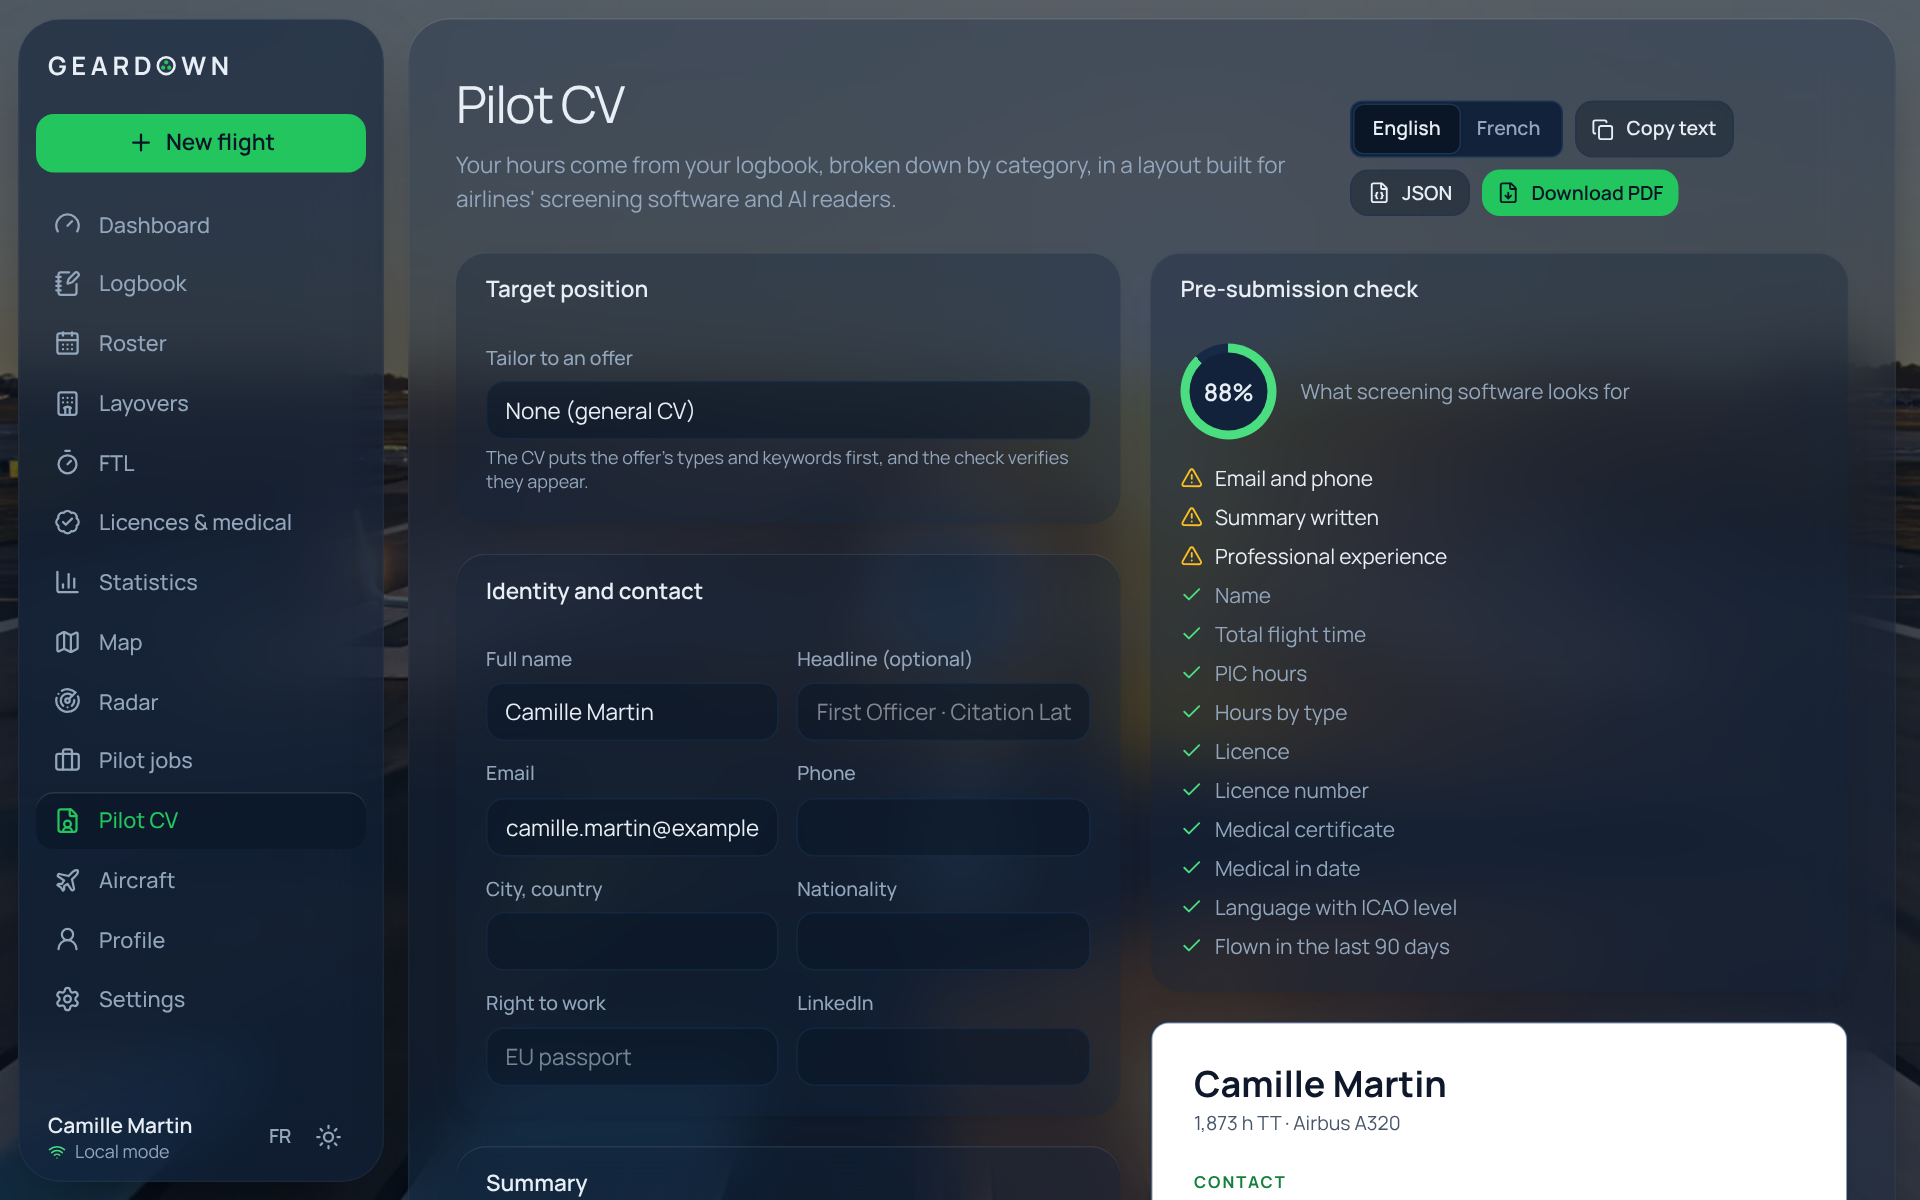 GEARDOWN
New flight
Dashboard
Logbook
Roster
Layovers
FTL
Licences & medical
Statistics
Map
Radar
Pilot jobs
Pilot CV
Aircraft
Profile
Settings
Camille Martin
Local mode
FR
Pilot CV
Your hours come from your logbook, broken down by category, in a layout built for
airlines' screening software and AI readers.
English
French
Copy text
JSON
Download PDF
Target position
Tailor to an offer
None (general CV)
The CV puts the offer's types and keywords first, and the check verifies
they appear.
Identity and contact
Full name
Headline (optional)
Camille Martin
First Officer · Citation Lat
Email
Phone
camille.martin@example
City, country
Nationality
Right to work
LinkedIn
EU passport
Summary
Pre-submission check
88%
What screening software looks for
Email and phone
Summary written
Professional experience
Name
Total flight time
PIC hours
Hours by type
Licence
Licence number
Medical certificate
Medical in date
Language with ICAO level
Flown in the last 90 days
Camille Martin
1,873 h TT · Airbus A320
CONTACT